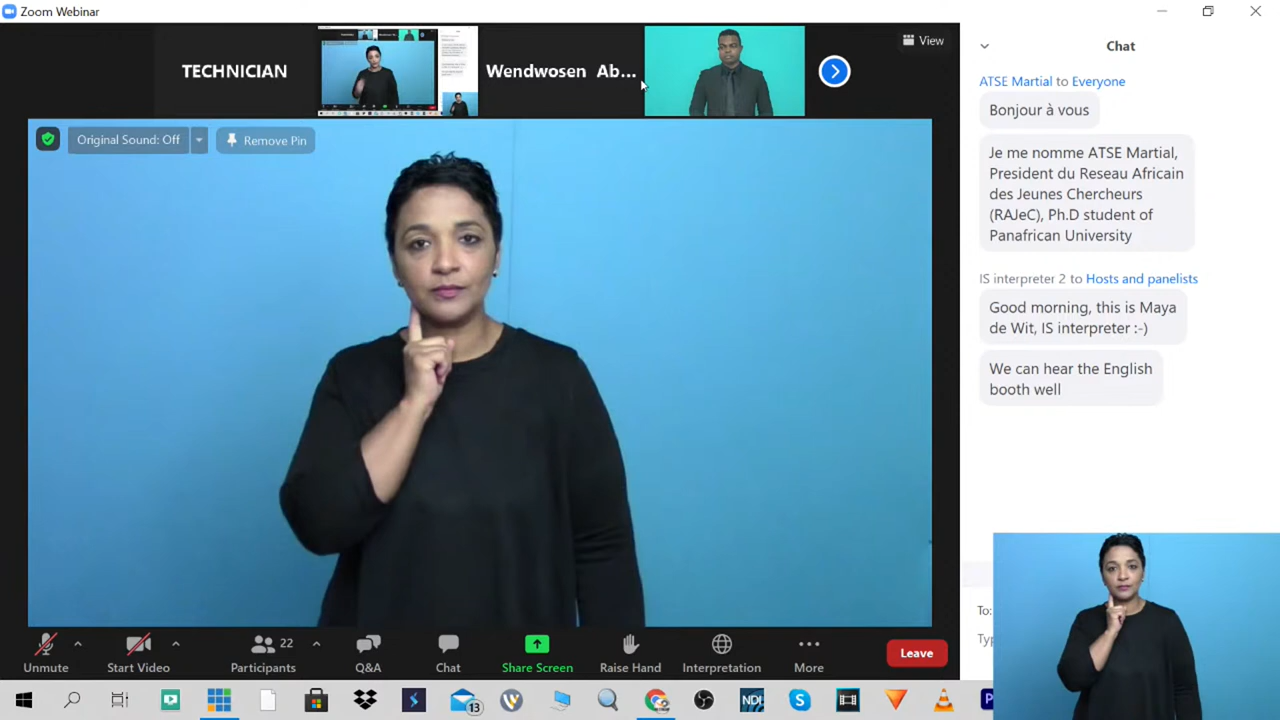 Zoom Webinar
TECHNICIAN
Wendwosen Ab...
View
Original Sound: Off
Remove Pin
Chat
ATSE Martial to Everyone
Bonjour à vous
Je me nomme ATSE Martial,
President du Reseau Africain
des Jeunes Chercheurs
(RAJeC), Ph.D student of
Panafrican University
IS interpreter 2 to Hosts and panelists
Good morning, this is Maya
de Wit, IS interpreter :-)
We can hear the English
booth well
To:
Unmute
Start Video
22
Participants
Q&A
Chat
Share Screen
Raise Hand
Interpretation
More
Leave
13
NDI